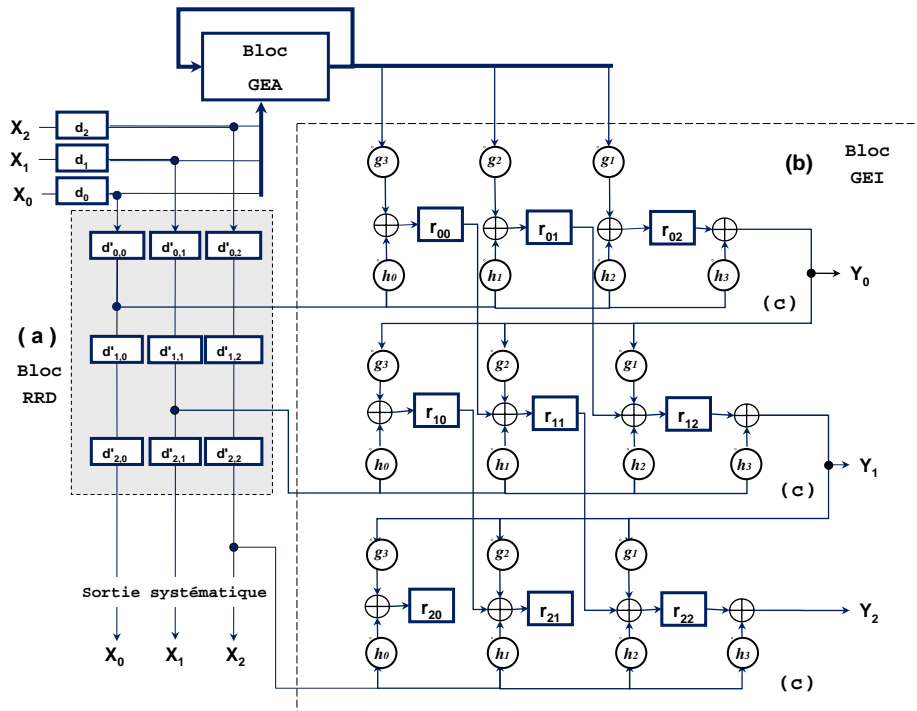 Bloc
GEA
X2 d2
X1 d1
X0 d0
(b) Bloc
GEI
g3 g2 g1
r00 r01 r02
h0 h1 h2 h3
Y0
(c)
d'0,0 d'0,1 d'0,2
(a)
Bloc
RRD
d'1,0 d'1,1 d'1,2
d'2,0 d'2,1 d'2,2
g3 g2 g1
r10 r11 r12
h0 h1 h2 h3
Y1
(c)
g3 g2 g1
r20 r21 r22
h0 h1 h2 h3
Y2
(c)
Sortie systématique
X0 X1 X2